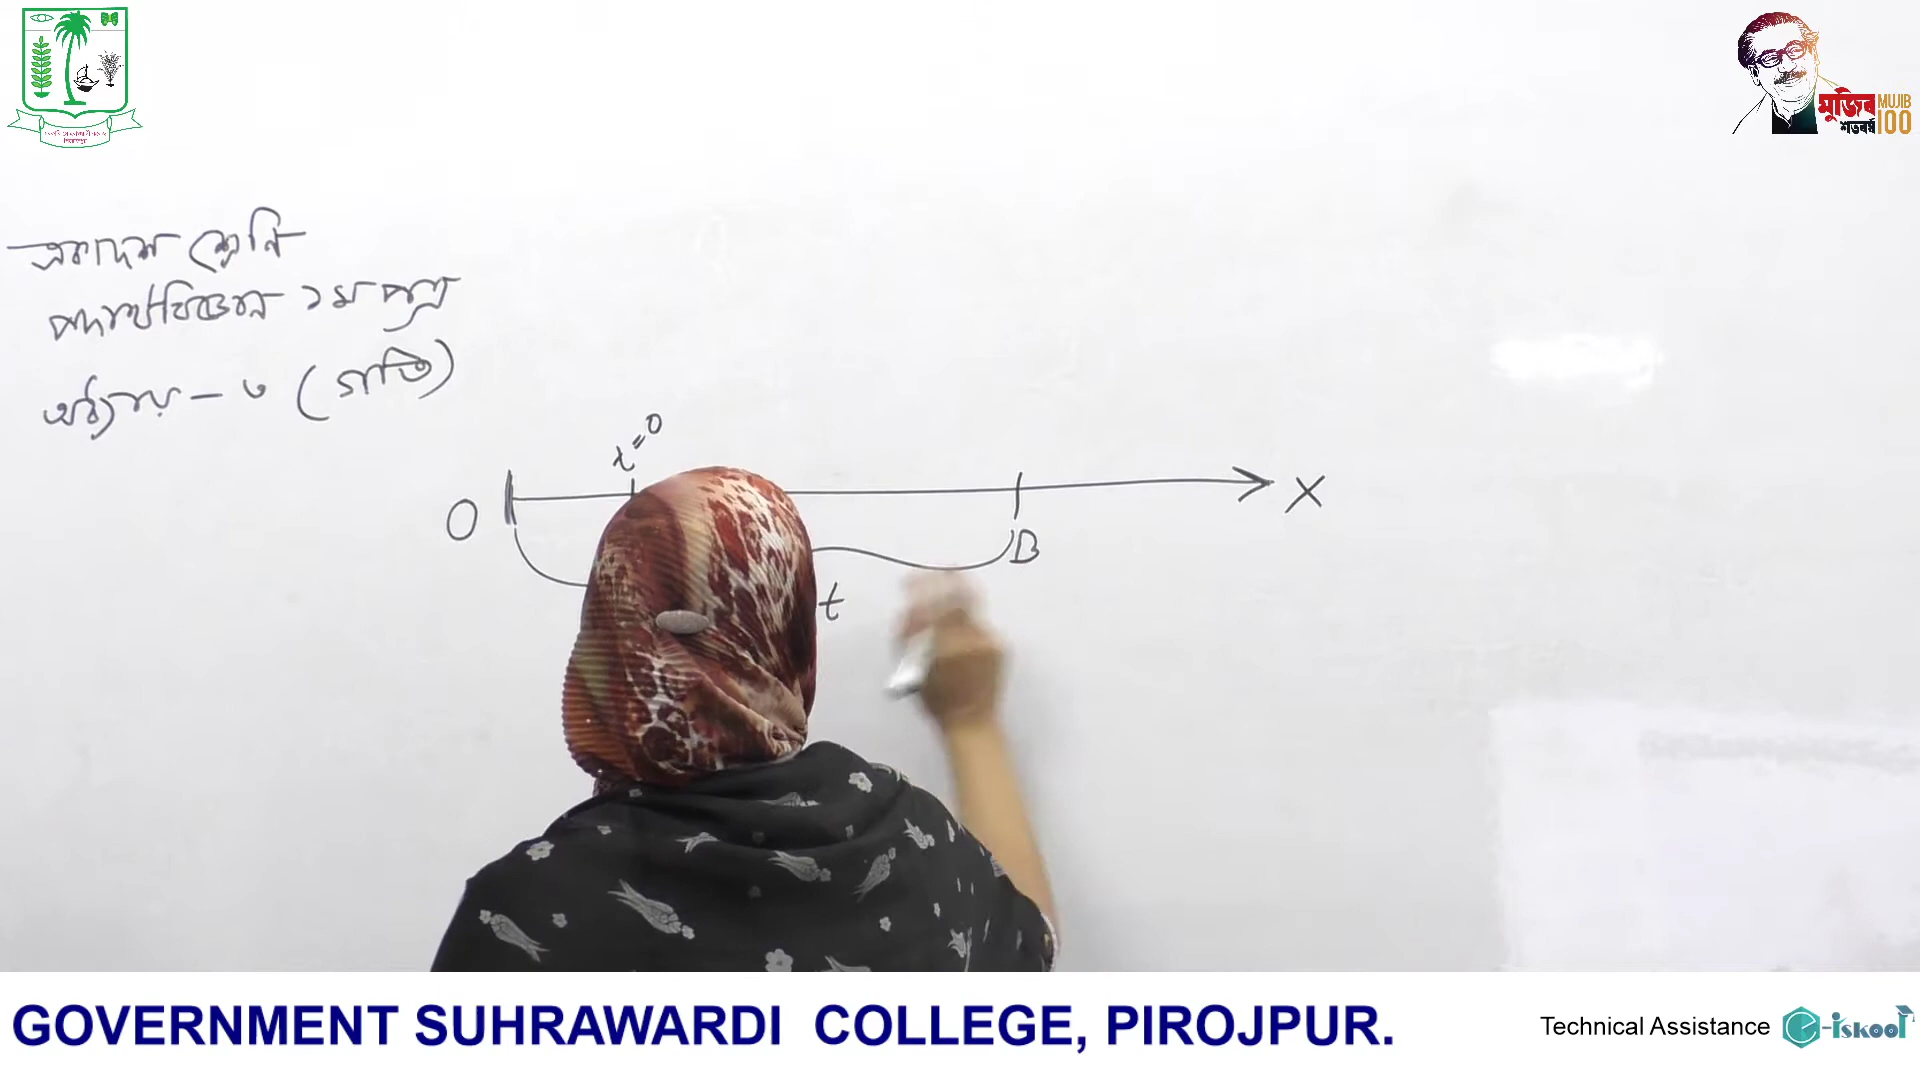 মুজিব
শতবর্ষ
MUJIB
100
একাদশ শ্রেনি
পদার্থবিজ্ঞান ১ম পত্র
অধ্যায় - ৩ (গতি)
t=0
O
X
B
t
GOVERNMENT SUHRAWARDI COLLEGE, PIROJPUR.
Technical Assistance e-iskool